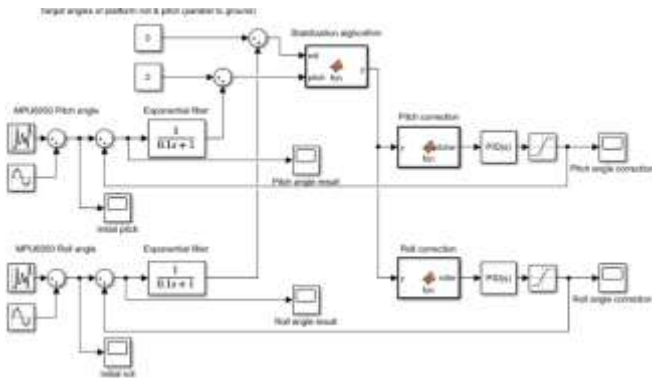 Target angles of platform roll & pitch (parallel to ground)
Stabilization alghorithm
0
roll
pitch
y
fcn
0
MPU6050 Pitch angle
Exponential filter
Pitch correction
1
0.1s + 1
y
fcn
PID(s)
Pitch angle result
Pitch angle correction
Initial pitch
MPU6050 Roll angle
Exponential filter
Roll correction
1
0.1s + 1
y
fcn
PID(s)
Roll angle result
Roll angle correction
Initial roll